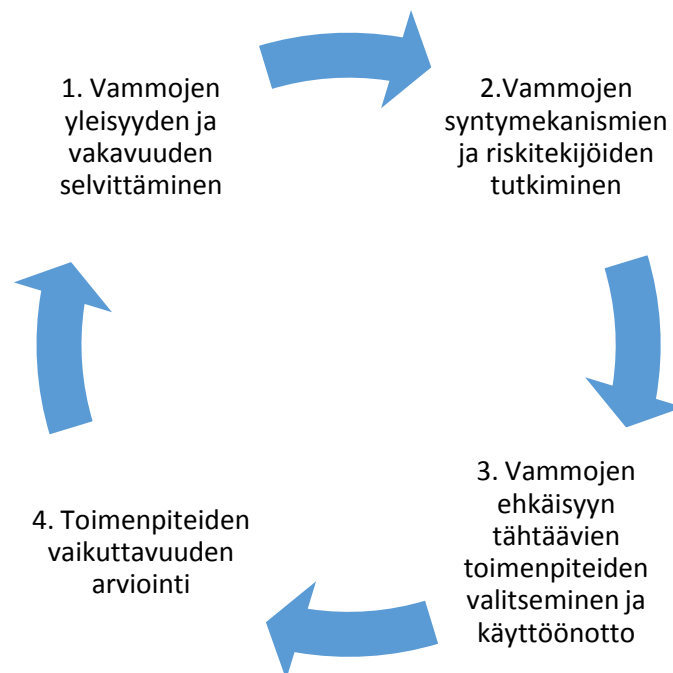 1. Vammojen
yleisyyden ja
vakavuuden
selvittäminen
2.Vammojen
syntymekanismien
ja riskitekijöiden
tutkiminen
3. Vammojen
ehkäisyyn
tähtäävien
toimenpiteiden
valitseminen ja
käyttöönotto
4. Toimenpiteiden
vaikuttavuuden
arviointi